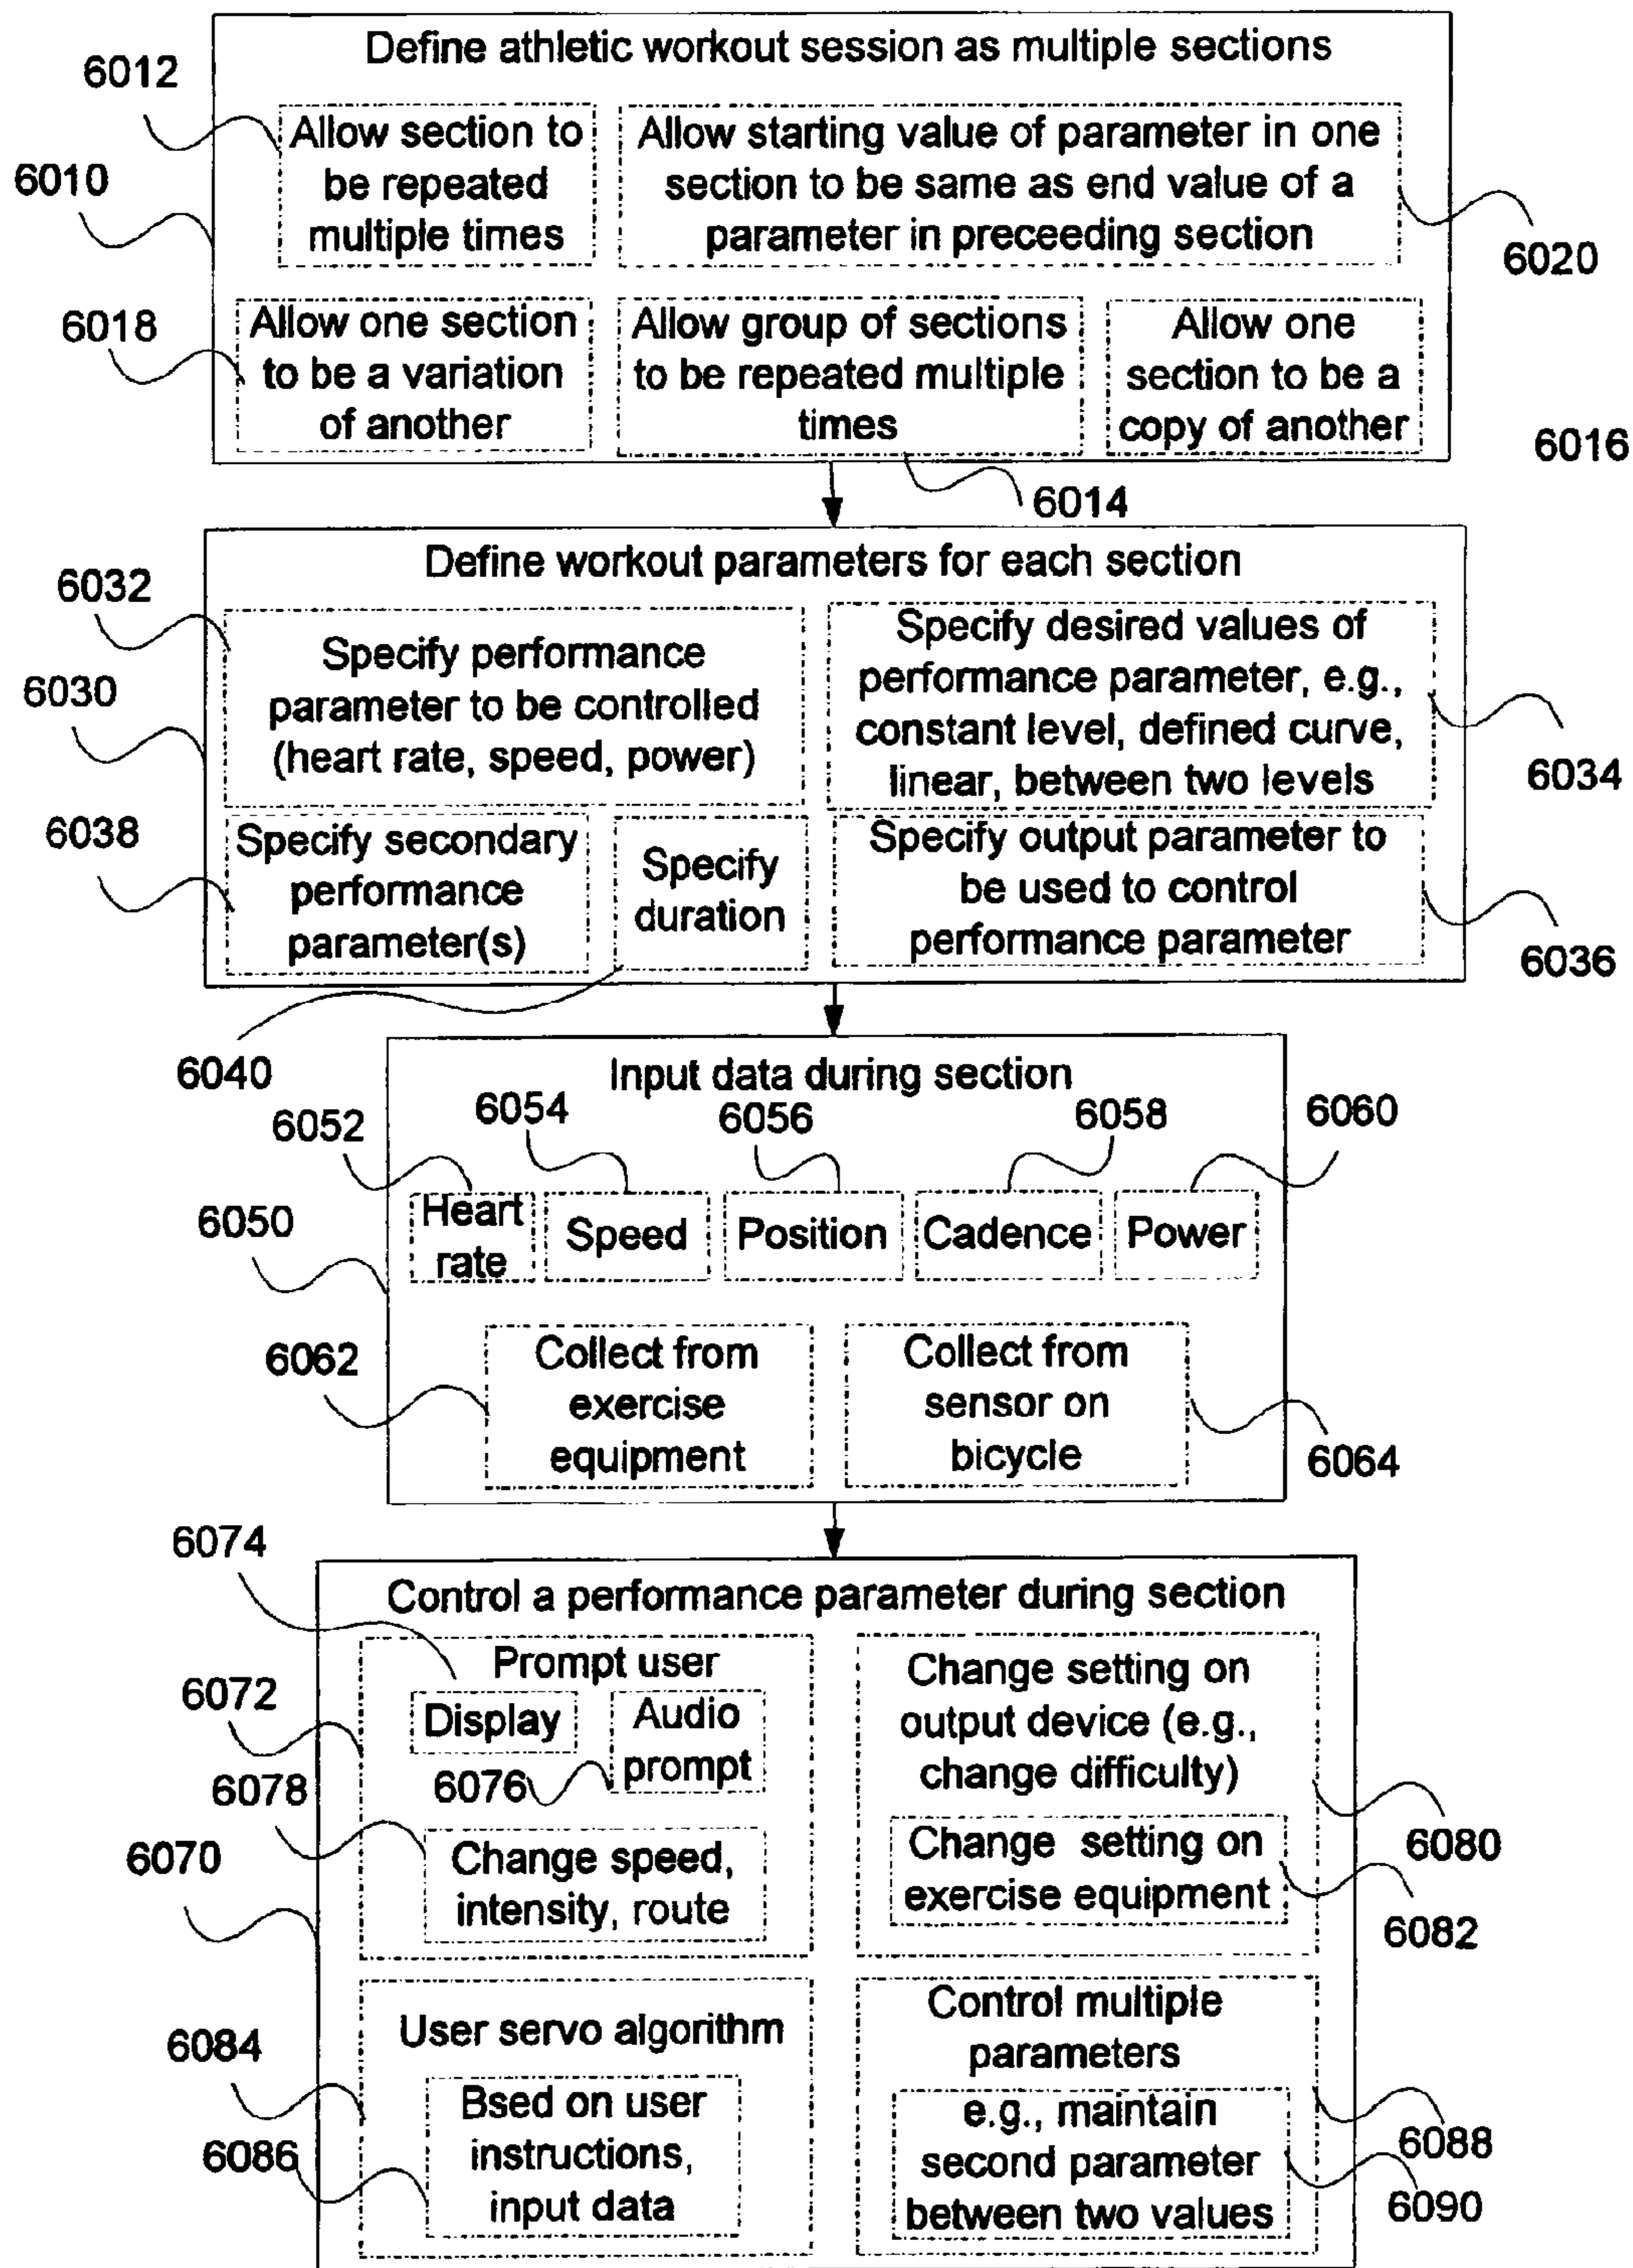 Define athletic workout session as multiple sections
6012
Allow section to
be repeated
multiple times
Allow starting value of parameter in one
section to be same as end value of a
parameter in preceeding section
6010
6020
6018
Allow one section
to be a variation
of another
Allow group of sections
to be repeated multiple
times
Allow one
section to be a
copy of another
6016
6014
Define workout parameters for each section
6032
Specify performance
parameter to be controlled
(heart rate, speed, power)
Specify desired values of
performance parameter, e.g.,
constant level, defined curve,
linear, between two levels
6030
6034
6038
Specify secondary
performance
parameter(s)
Specify
duration
Specify output parameter to
be used to control
performance parameter
6036
6040
Input data during section
6052
6054
6056
6058
6060
Heart
rate
Speed
Position
Cadence
Power
6050
6062
Collect from
exercise
equipment
Collect from
sensor on
bicycle
6064
6074
Control a performance parameter during section
Prompt user
6072
Display
Audio
prompt
6076
6078
Change speed,
intensity, route
6070
Change setting on
output device (e.g.,
change difficulty)
6080
Change setting on
exercise equipment
6082
User servo algorithm
6084
Bsed on user
instructions,
input data
6086
Control multiple
parameters
6088
e.g., maintain
second parameter
between two values
6090